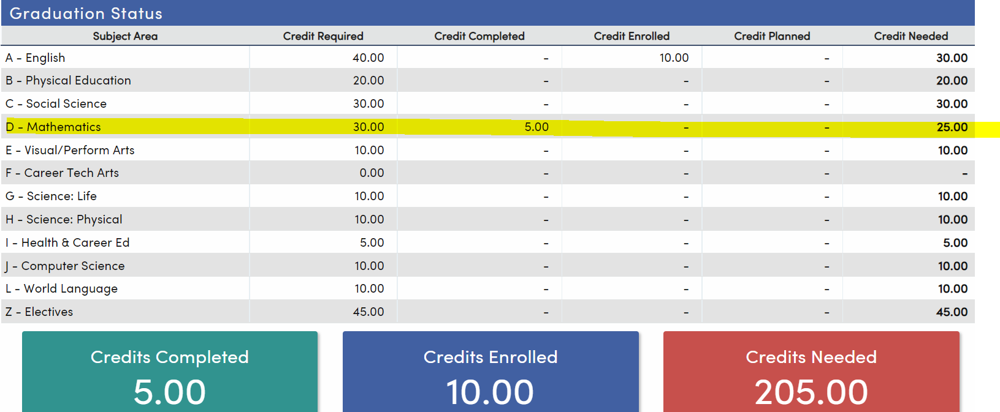 Graduation Status
Subject Area Credit Required Credit Completed Credit Enrolled Credit Planned Credit Needed
A - English 40.00 - 10.00 - 30.00
B - Physical Education 20.00 - - - 20.00
C - Social Science 30.00 - - - 30.00
D - Mathematics 30.00 5.00 - - 25.00
E - Visual/Perform Arts 10.00 - - - 10.00
F - Career Tech Arts 0.00 - - - -
G - Science: Life 10.00 - - - 10.00
H - Science: Physical 10.00 - - - 10.00
I - Health & Career Ed 5.00 - - - 5.00
J - Computer Science 10.00 - - - 10.00
L - World Language 10.00 - - - 10.00
Z - Electives 45.00 - - - 45.00
Credits Completed Credits Enrolled Credits Needed
5.00 10.00 205.00